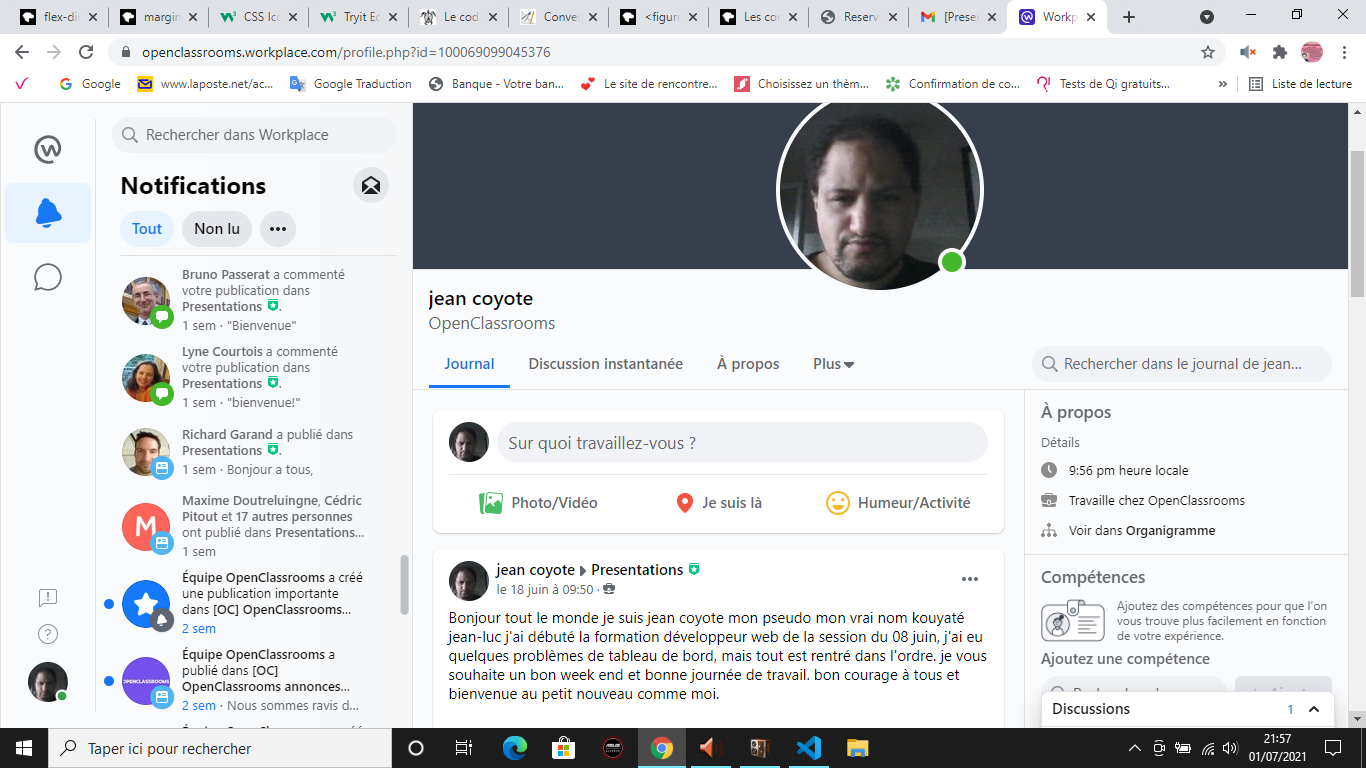 flex-di
margin
CSS Ico
Tryit Ed
Le cod
Conver
<figure
Les con
Reserv
[Presen
Workp
openclassrooms.workplace.com/profile.php?id=100069099045376
Google
www.laposte.net/ac...
Google Traduction
Banque - Votre ban...
Le site de rencontre...
Choisissez un thèm...
Confirmation de co...
Tests de Qi gratuits...
»
Liste de lecture
Rechercher dans Workplace
Notifications
Tout
Non lu
Bruno Passerat a commenté
votre publication dans
Presentations.
1 sem · "Bienvenue"
Lyne Courtois a commenté
votre publication dans
Presentations.
1 sem · "bienvenue!"
Richard Garand a publié dans
Presentations.
1 sem · Bonjour a tous,
M
Maxime Doutreluingne, Cédric
Pitout et 17 autres personnes
ont publié dans Presentations...
1 sem
Équipe OpenClassrooms a créé
une publication importante
dans [OC] OpenClassrooms...
2 sem
OPENCLASSROOMS
Équipe OpenClassrooms a
publié dans [OC]
OpenClassrooms annonces...
2 sem · Nous sommes ravis d...
jean coyote
OpenClassrooms
Journal
Discussion instantanée
À propos
Plus
Rechercher dans le journal de jean...
Sur quoi travaillez-vous ?
Photo/Vidéo
Je suis là
Humeur/Activité
jean coyote Presentations
le 18 juin à 09:50 ·
Bonjour tout le monde je suis jean coyote mon pseudo mon vrai nom kouyaté
jean-luc j'ai débuté la formation développeur web de la session du 08 juin, j'ai eu
quelques problèmes de tableau de bord, mais tout est rentré dans l'ordre. je vous
souhaite un bon week end et bonne journée de travail. bon courage à tous et
bienvenue au petit nouveau comme moi.
À propos
Détails
9:56 pm heure locale
Travaille chez OpenClassrooms
Voir dans Organigramme
Compétences
Ajoutez des compétences pour que l'on
vous trouve plus facilement en fonction
de votre expérience.
Ajoutez une compétence
Discussions 1
Taper ici pour rechercher
21:57
01/07/2021